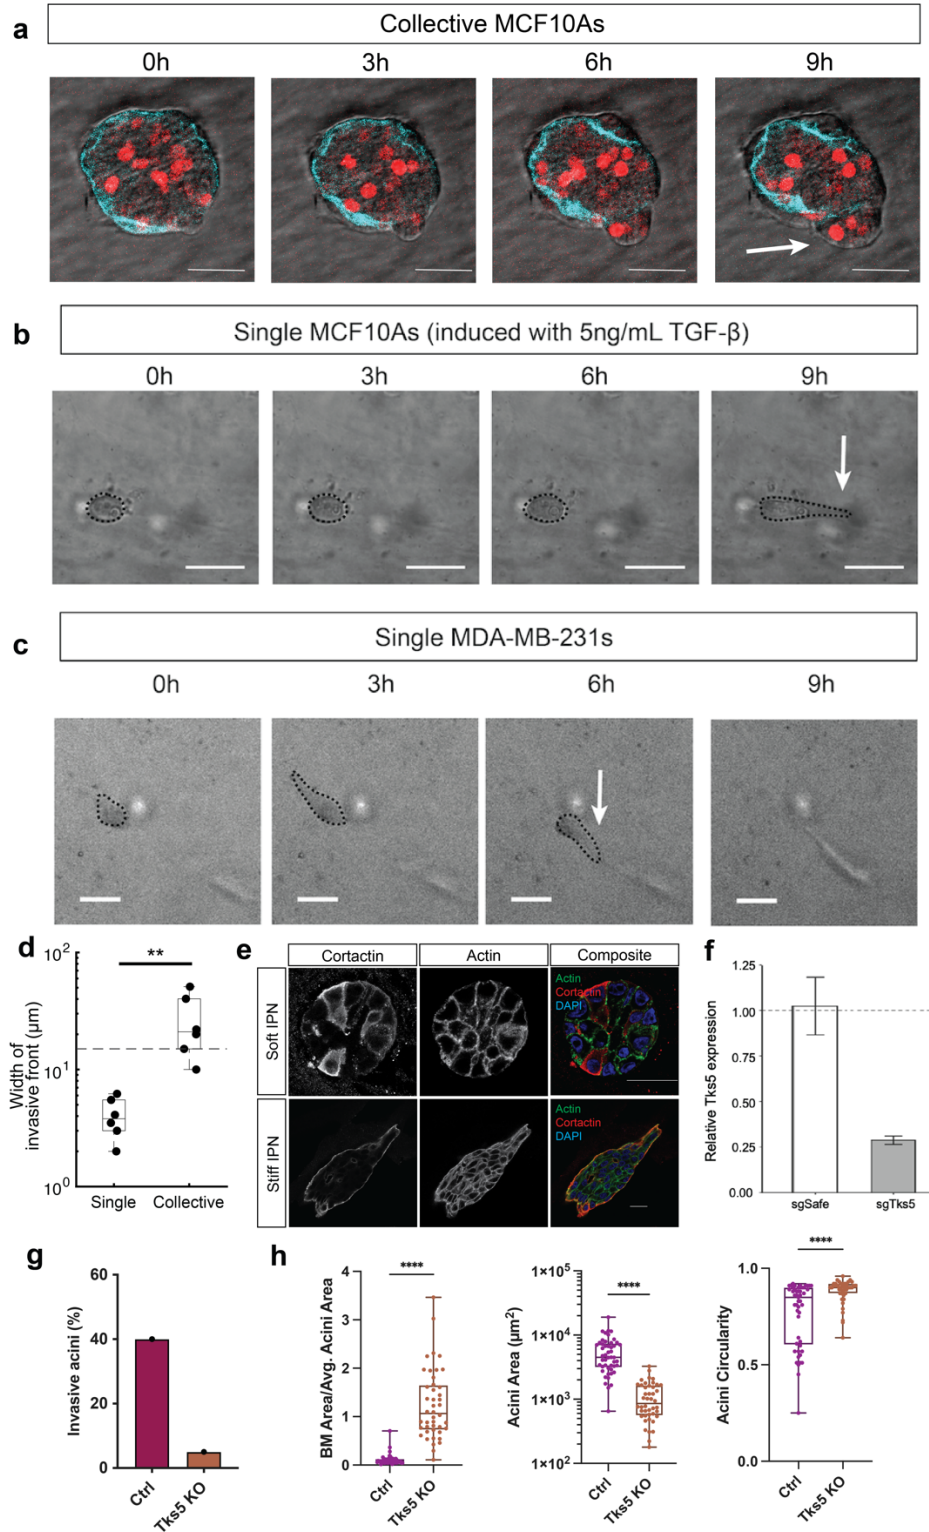 a
Collective MCF10As
0h 3h 6h 9h
b
Single MCF10As (induced with 5ng/mL TGF-β)
0h 3h 6h 9h
c
Single MDA-MB-231s
0h 3h 6h 9h
d
Width of
invasive front (µm)
10²
10¹
10⁰
**
Single Collective
e
Cortactin Actin Composite
Soft IPN
Actin
Cortactin
DAPI
Stiff IPN
Actin
Cortactin
DAPI
f
Relative Tks5 expression
1.25
1.00
0.75
0.50
0.25
0.00
sgSafe sgTks5
g
Invasive acini (%)
60
40
20
0
Ctrl Tks5 KO
h
BM Area/Avg. Acini Area
4
3
2
1
0
****
Ctrl Tks5 KO
Acini Area (µm²)
1×10⁵
1×10⁴
1×10³
1×10²
****
Ctrl Tks5 KO
Acini Circularity
1.0
0.5
0.0
****
Ctrl Tks5 KO